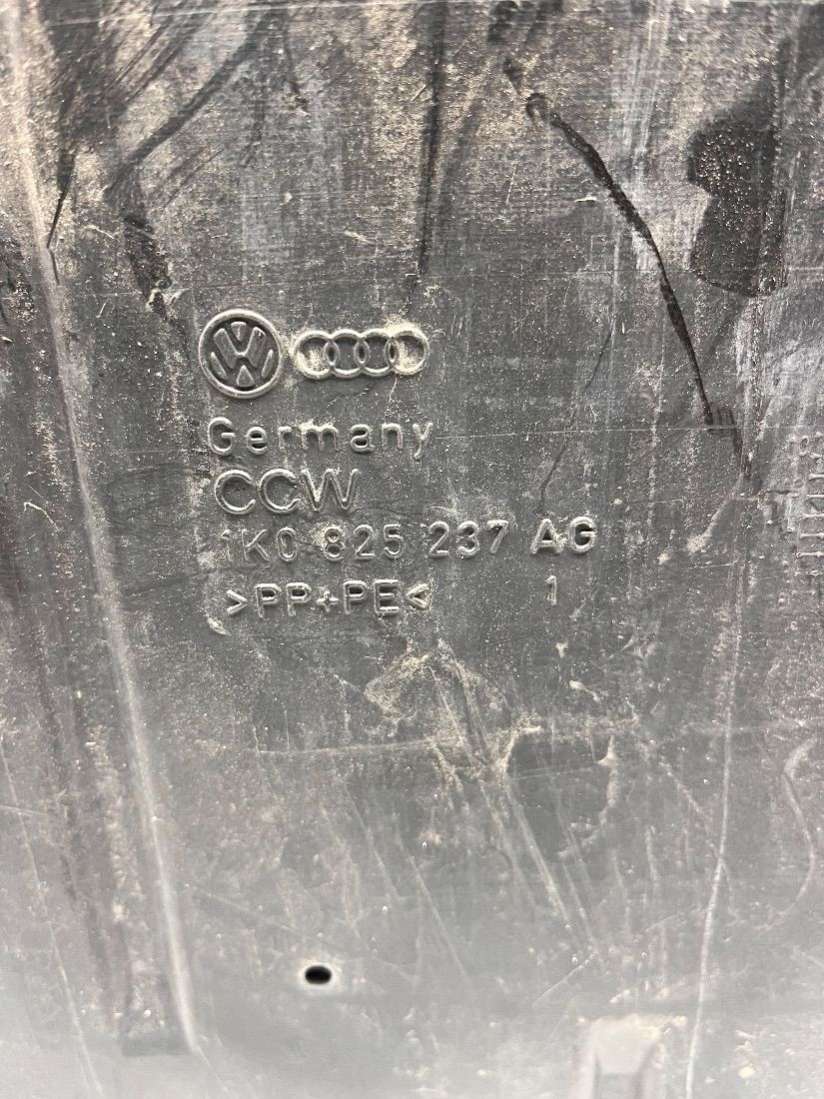 Germany
CCW
1K0 825 237 AG
>PP+PE< 1